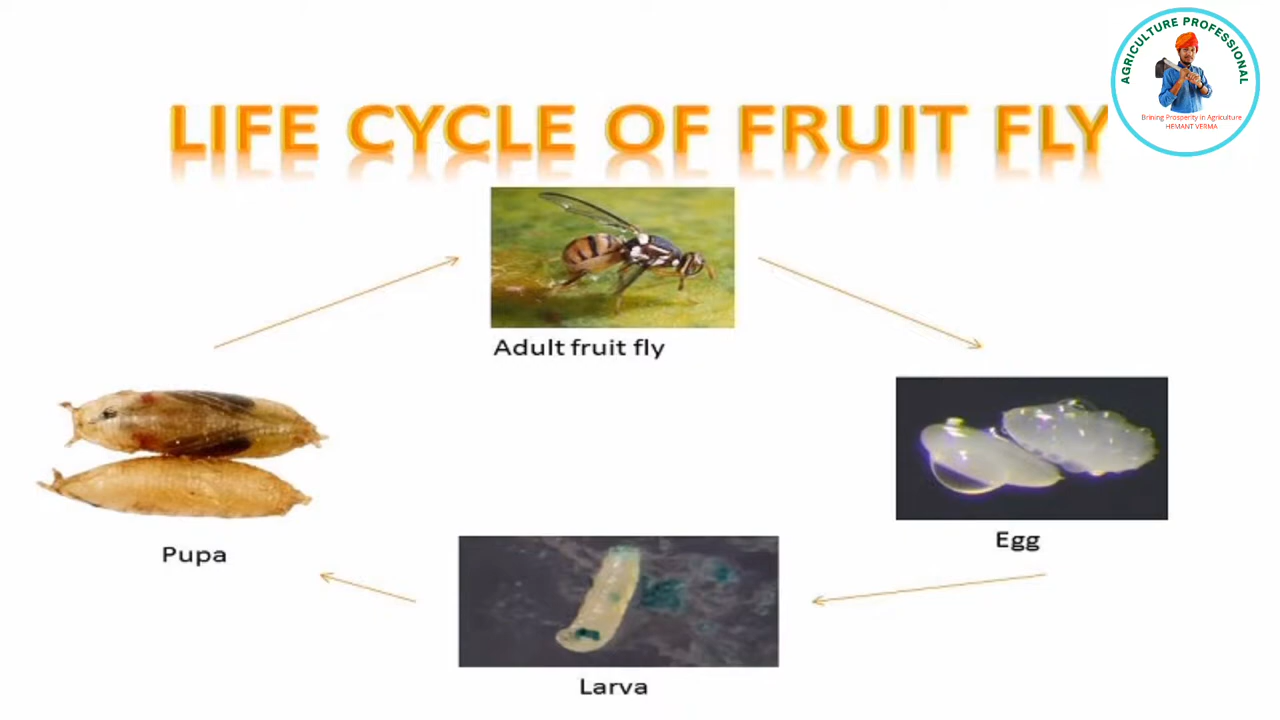 LIFE CYCLE OF FRUIT FLY
AGRICULTURE PROFESSIONAL
Brining Prosperity in Agriculture
HEMANT VERMA
Adult fruit fly
Egg
Pupa
Larva